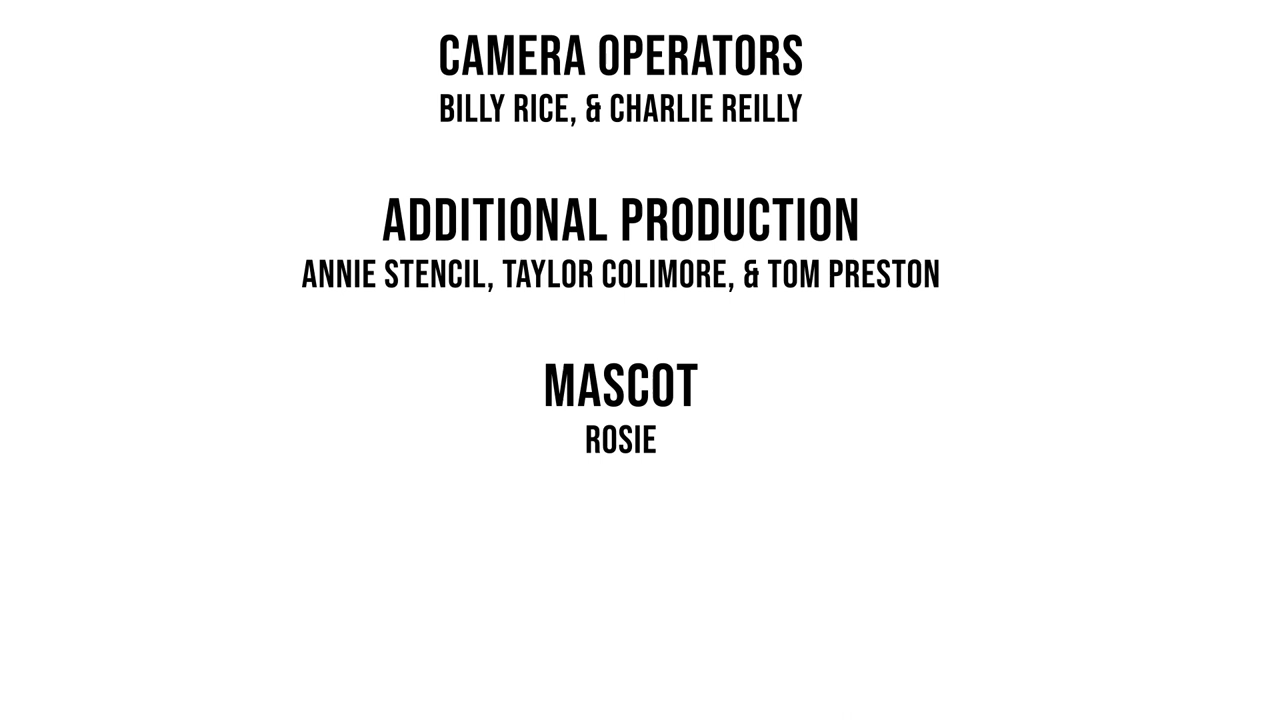 CAMERA OPERATORS
BILLY RICE, & CHARLIE REILLY
ADDITIONAL PRODUCTION
ANNIE STENCIL, TAYLOR COLIMORE, & TOM PRESTON
MASCOT
ROSIE